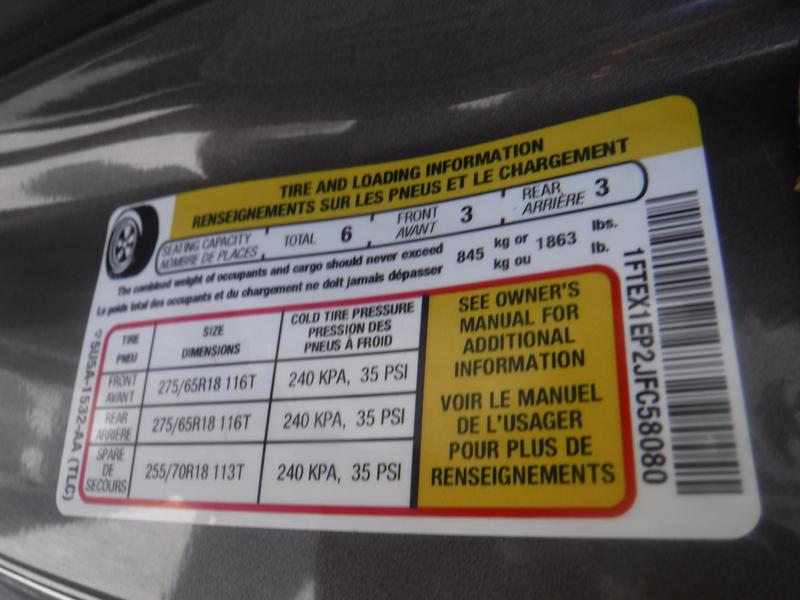 TIRE AND LOADING INFORMATION
RENSEIGNEMENTS SUR LES PNEUS ET LE CHARGEMENT
SEATING CAPACITY TOTAL 6 FRONT 3 REAR 3
NOMBRE DE PLACES AVANT ARRIÈRE
The combined weight of occupants and cargo should never exceed 845 kg or 1863 lbs.
Le poids total des occupants et du chargement ne doit jamais dépasser kg ou lb.
TIRE SIZE COLD TIRE PRESSURE
PNEU DIMENSIONS PRESSION DES
PNEUS À FROID
FRONT
AVANT 275/65R18 116T 240 KPA, 35 PSI
REAR
ARRIÈRE 275/65R18 116T 240 KPA, 35 PSI
SPARE
DE
SECOURS 255/70R18 113T 240 KPA, 35 PSI
SEE OWNER'S
MANUAL FOR
ADDITIONAL
INFORMATION
VOIR LE MANUEL
DE L'USAGER
POUR PLUS DE
RENSEIGNEMENTS
5U5A-1532-AA (TLC)
1FTEX1EP2JFC58080